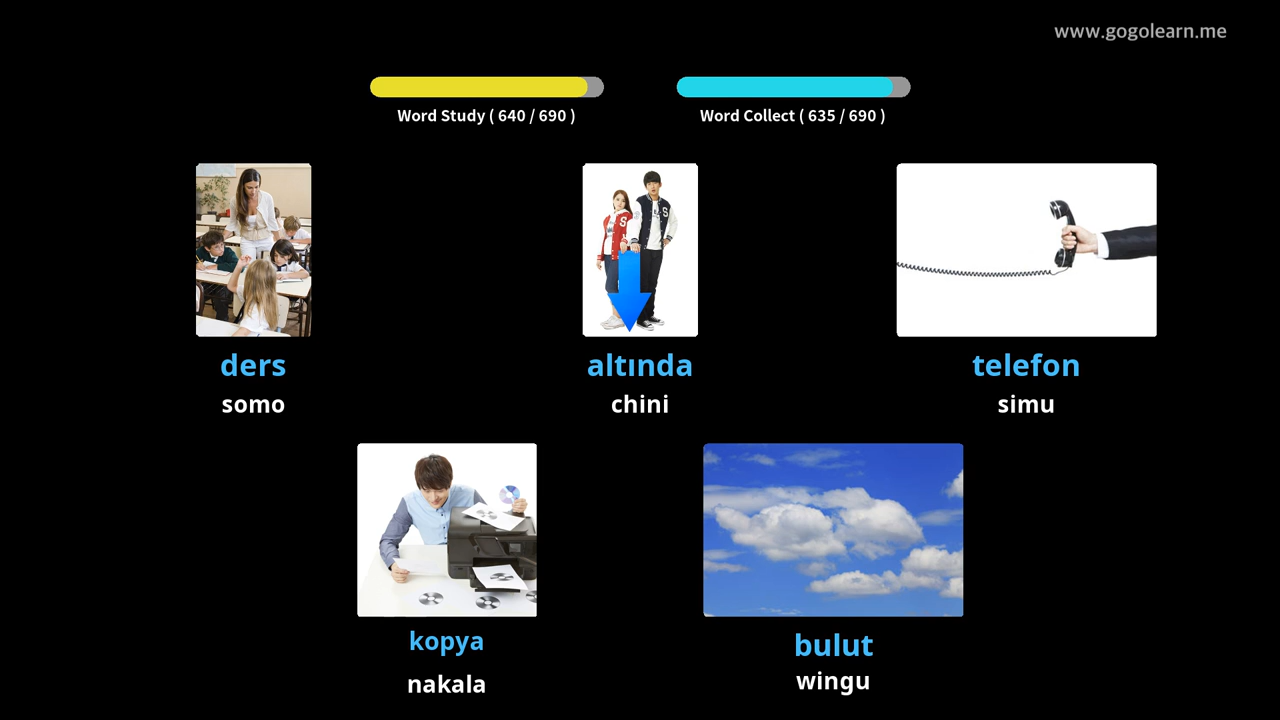 www.gogolearn.me
Word Study ( 640 / 690 )
Word Collect ( 635 / 690 )
ders
somo
altında
chini
telefon
simu
kopya
nakala
bulut
wingu